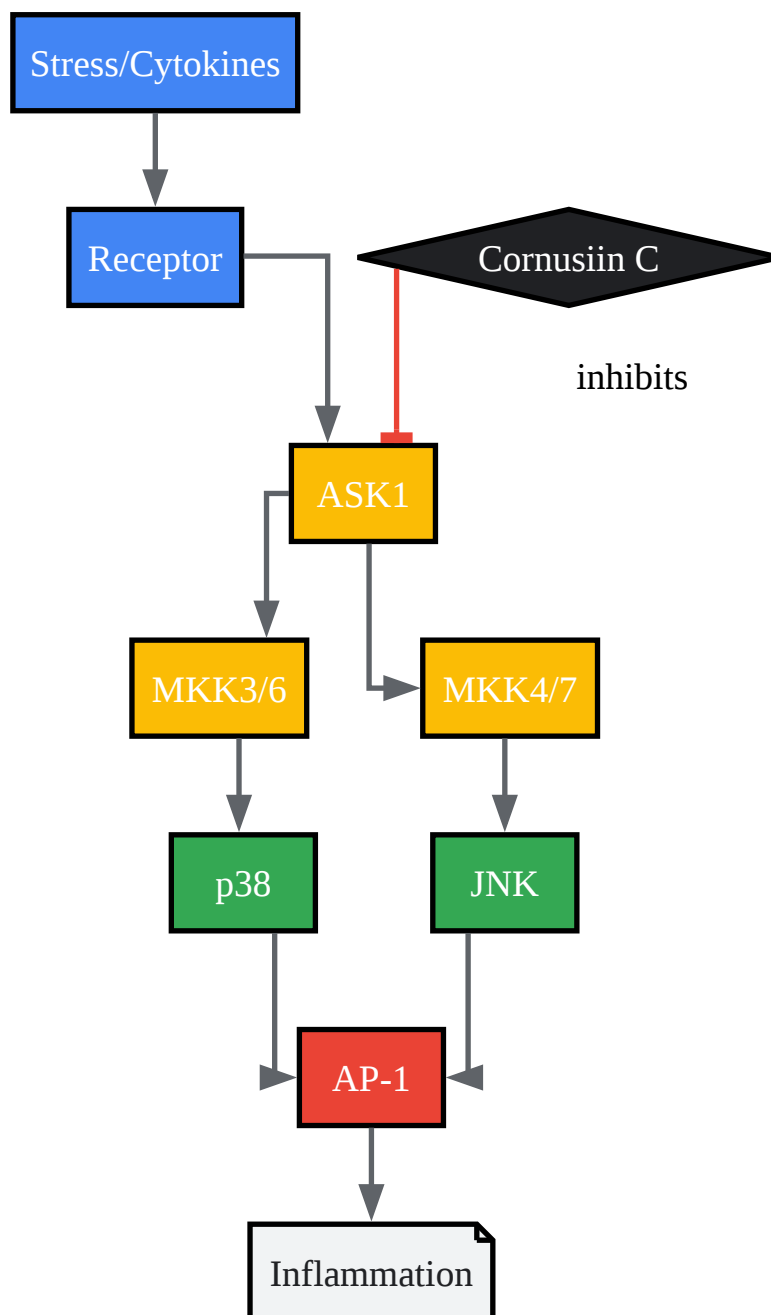 Stress/Cytokines
Receptor
Cornusiin C
inhibits
ASK1
MKK3/6
MKK4/7
p38
JNK
AP-1
Inflammation